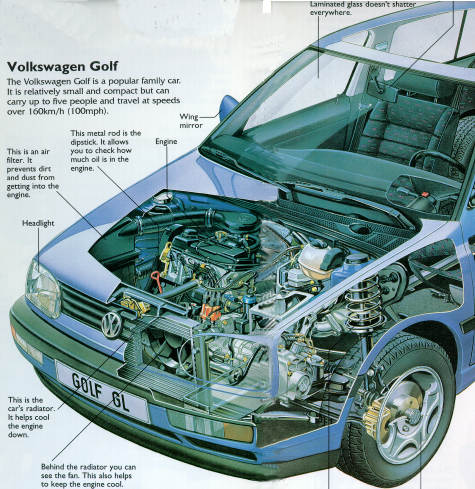 Laminated glass doesn't shatter
everywhere.
Volkswagen Golf
The Volkswagen Golf is a popular family car.
It is relatively small and compact but can
carry up to five people and travel at speeds
over 160km/h (100mph).
Wing
mirror
This metal rod is the
dipstick. It allows
you to check how
much oil is in the
engine.
Engine
This is an air
filter. It
prevents dirt
and dust from
getting into the
engine.
Headlight
GOLF GL
This is the
car's radiator.
It helps cool
the engine
down.
Behind the radiator you can
see the fan. This also helps
to keep the engine cool.